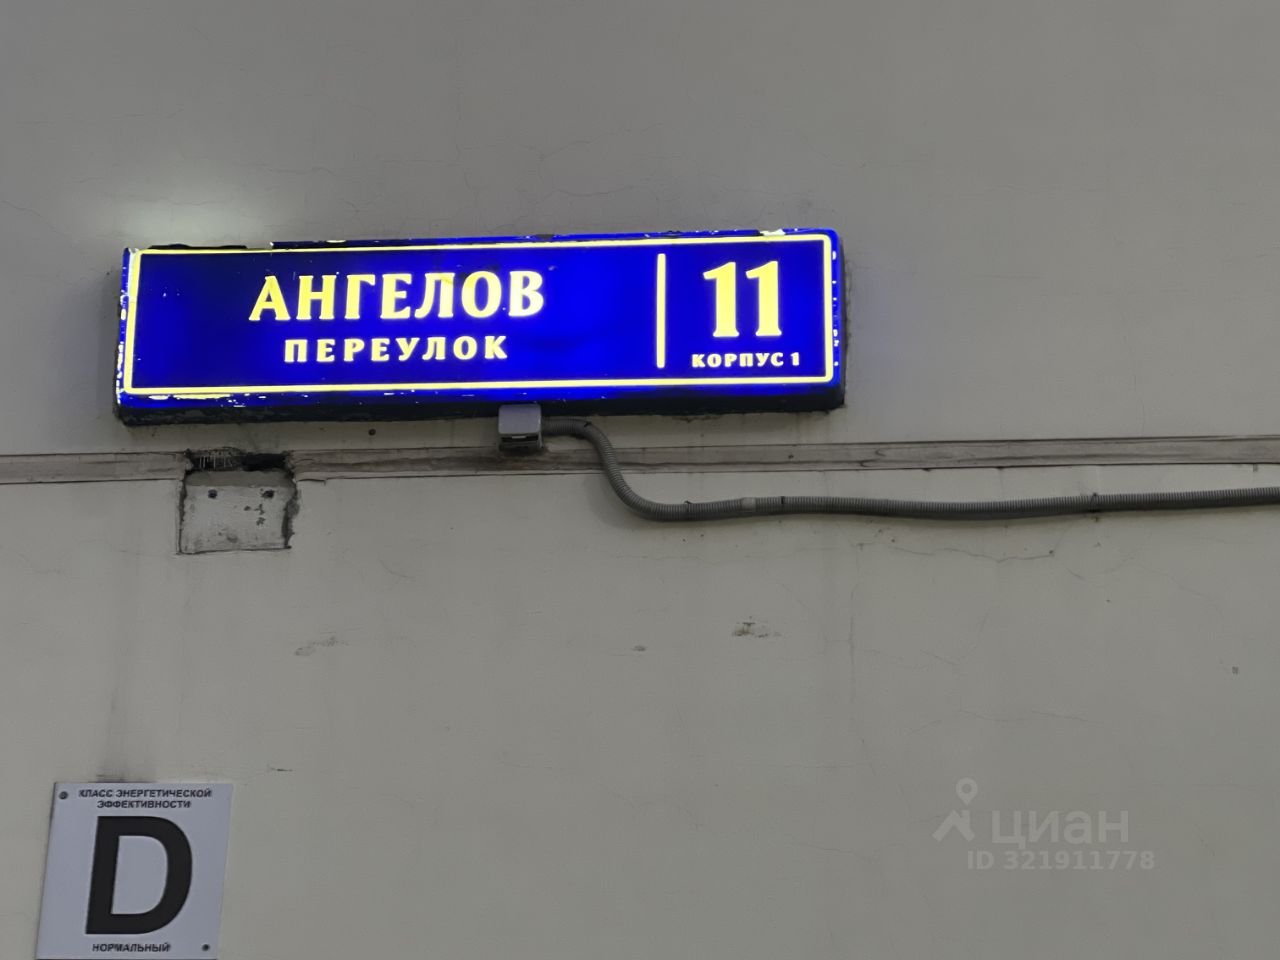 АНГЕЛОВ
ПЕРЕУЛОК
11
КОРПУС 1
КЛАСС ЭНЕРГЕТИЧЕСКОЙ
ЭФФЕКТИВНОСТИ
D
НОРМАЛЬНЫЙ
циан
ID 321911778